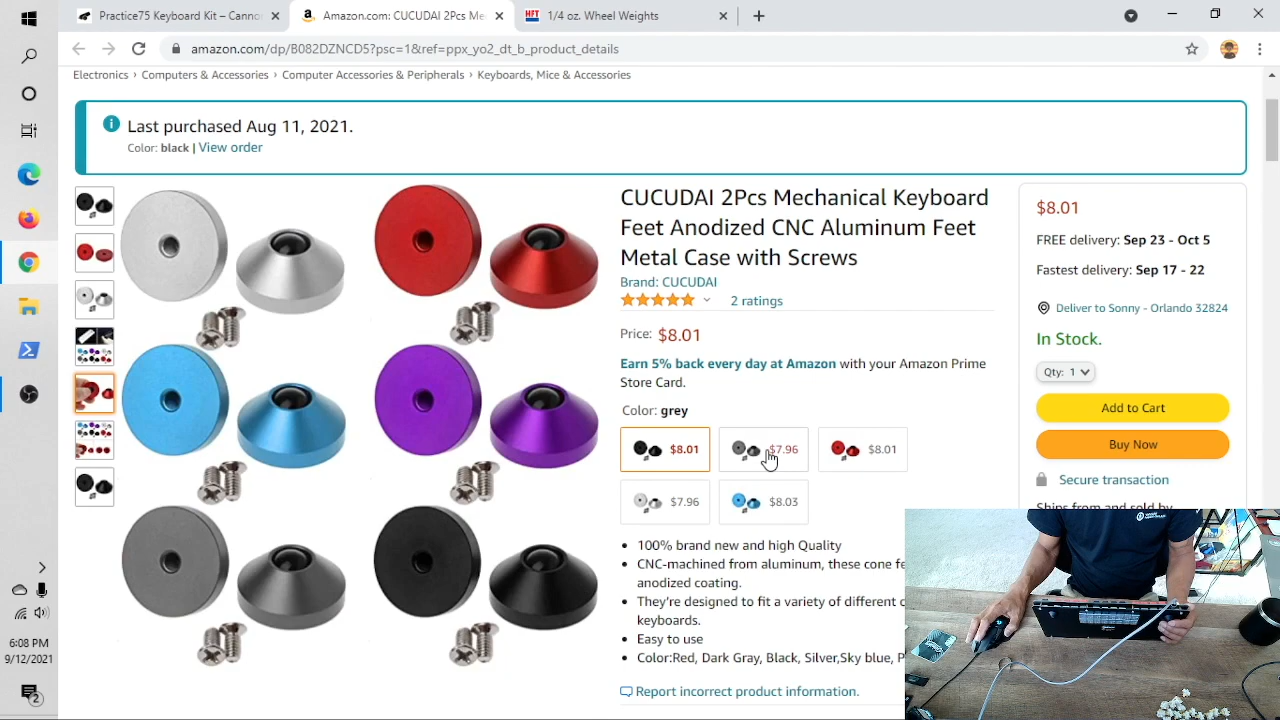 Practice75 Keyboard Kit – Cannon
Amazon.com: CUCUDAI 2Pcs Me
HFT 1/4 oz. Wheel Weights
amazon.com/dp/B082DZNCD5?psc=1&ref=ppx_yo2_dt_b_product_details
Electronics › Computers & Accessories › Computer Accessories & Peripherals › Keyboards, Mice & Accessories
Last purchased Aug 11, 2021.
Color: black | View order
CUCUDAI 2Pcs Mechanical Keyboard
Feet Anodized CNC Aluminum Feet
Metal Case with Screws
Brand: CUCUDAI
2 ratings
Price: $8.01
Earn 5% back every day at Amazon with your Amazon Prime
Store Card.
Color: grey
$8.01 $7.96 $8.01
$7.96 $8.03
100% brand new and high Quality
CNC-machined from aluminum, these cone fe
anodized coating.
They're designed to fit a variety of different c
keyboards.
Easy to use
Color:Red, Dark Gray, Black, Silver,Sky blue, P
Report incorrect product information.
$8.01
FREE delivery: Sep 23 - Oct 5
Fastest delivery: Sep 17 - 22
Deliver to Sonny - Orlando 32824
In Stock.
Qty: 1
Add to Cart
Buy Now
Secure transaction
Ships from and sold by
6:08 PM
9/12/2021
2